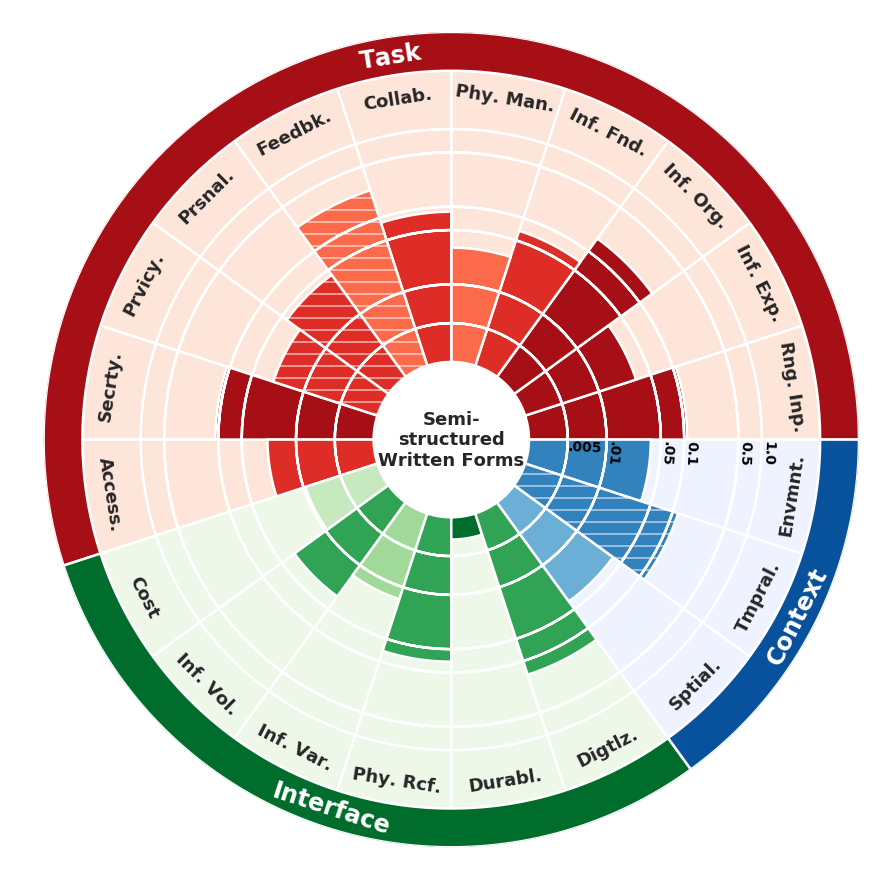 Task
Collab.
Phy. Man.
Feedbk.
Inf. Fnd.
Prsnal.
Inf. Org.
Prvicy.
Inf. Exp.
Secrty.
Rng. Inp.
Semi-
structured
Written Forms
.005
.01
.05
0.1
0.5
1.0
Access.
Envmnt.
Cost
Tmpral.
Context
Inf. Vol.
Sptial.
Inf. Var.
Digtlz.
Phy. Rcf.
Durabl.
Interface